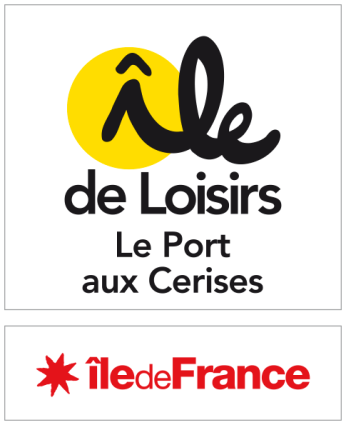 île
de Loisirs
Le Port
aux Cerises
îledeFrance